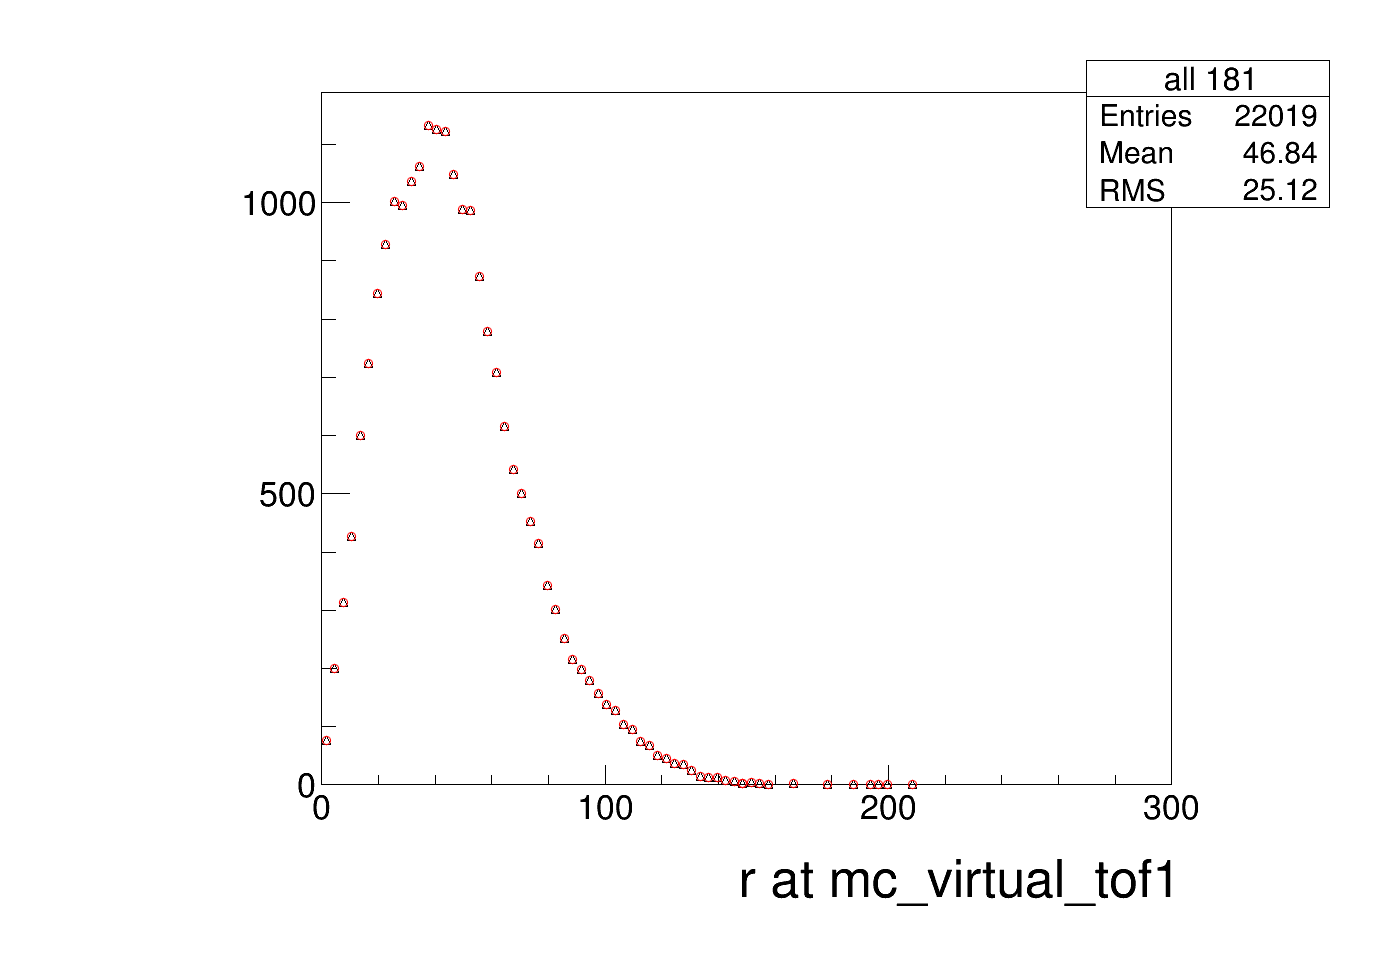 all 181
Entries 22019
Mean 46.84
RMS 25.12
1000
500
0
0 100 200 300
r at mc_virtual_tof1